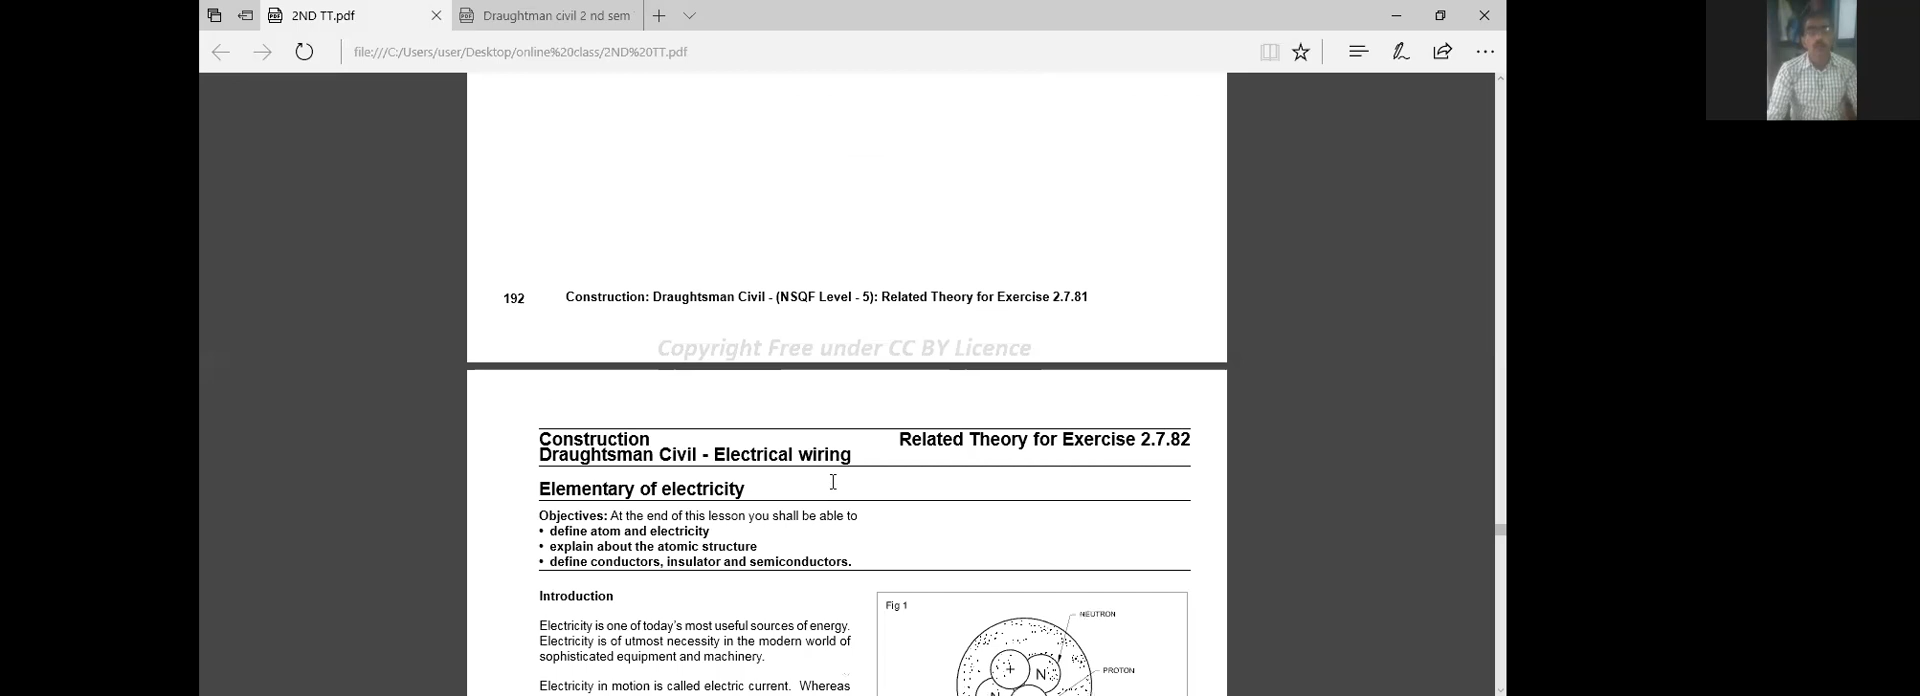 2ND TT.pdf
Draughtman civil 2 nd sem
file:///C:/Users/user/Desktop/online%20class/2ND%20TT.pdf
192 Construction: Draughtsman Civil - (NSQF Level - 5): Related Theory for Exercise 2.7.81
Copyright Free under CC BY Licence
Construction Related Theory for Exercise 2.7.82
Draughtsman Civil - Electrical wiring
Elementary of electricity
Objectives: At the end of this lesson you shall be able to
• define atom and electricity
• explain about the atomic structure
• define conductors, insulator and semiconductors.
Introduction
Electricity is one of today's most useful sources of energy.
Electricity is of utmost necessity in the modern world of
sophisticated equipment and machinery.
Electricity in motion is called electric current. Whereas
Fig 1
NEUTRON
PROTON
+
N
N